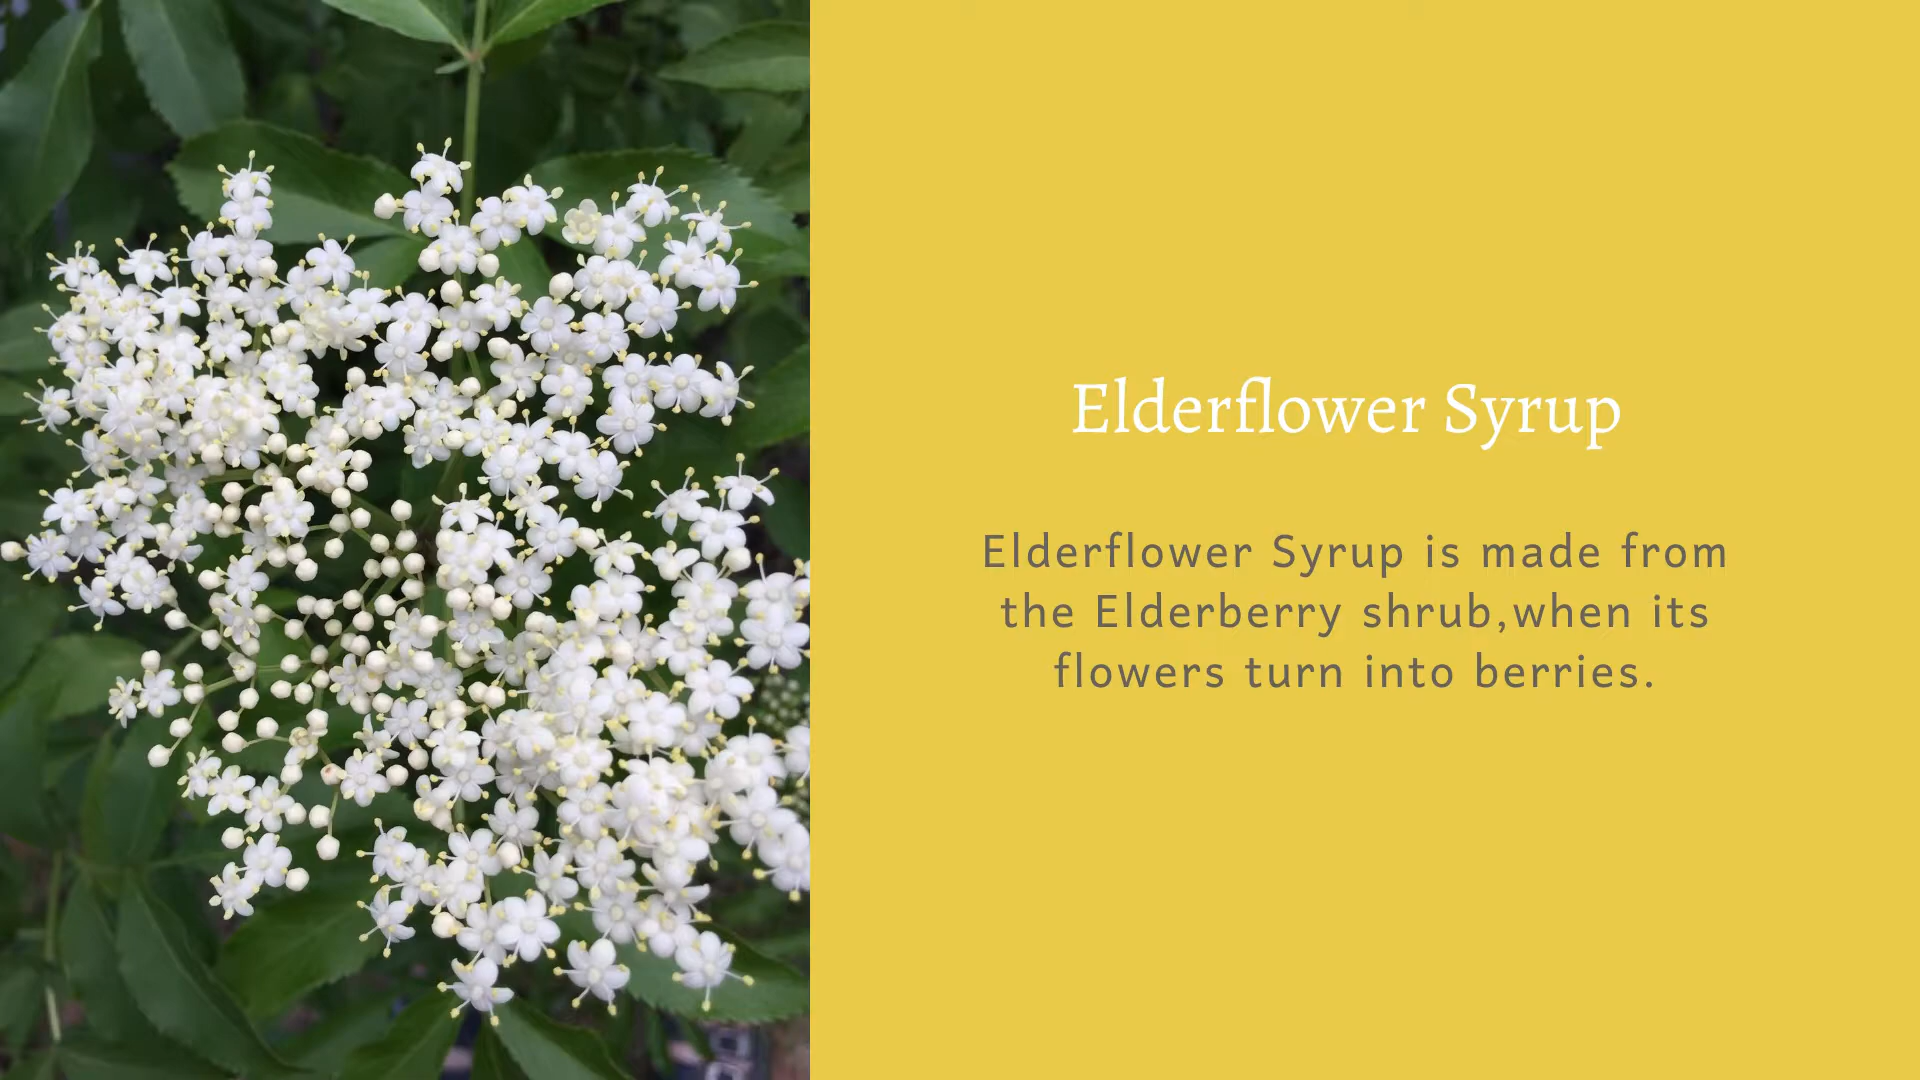 Elderflower Syrup
Elderflower Syrup is made from
the Elderberry shrub,when its
flowers turn into berries.